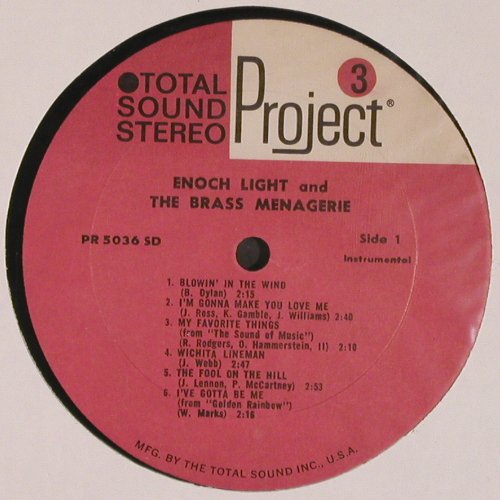 TOTAL
SOUND
STEREO
Project®
3
ENOCH LIGHT and
THE BRASS MENAGERIE
PR 5036 SD
Side 1
Instrumental
1. BLOWIN' IN THE WIND
(B. Dylan) 2:15
2. I'M GONNA MAKE YOU LOVE ME
(J. Ross, K. Gamble, J. Williams) 2:40
3. MY FAVORITE THINGS
(from "The Sound of Music")
(R. Rodgers, O. Hammerstein, II) 2:10
4. WICHITA LINEMAN
(J. Webb) 2:47
5. THE FOOL ON THE HILL
(J. Lennon, P. McCartney) 2:53
6. I'VE GOTTA BE ME
(from "Golden Rainbow")
(W. Marks) 2:16
MFG. BY THE TOTAL SOUND INC., U.S.A.